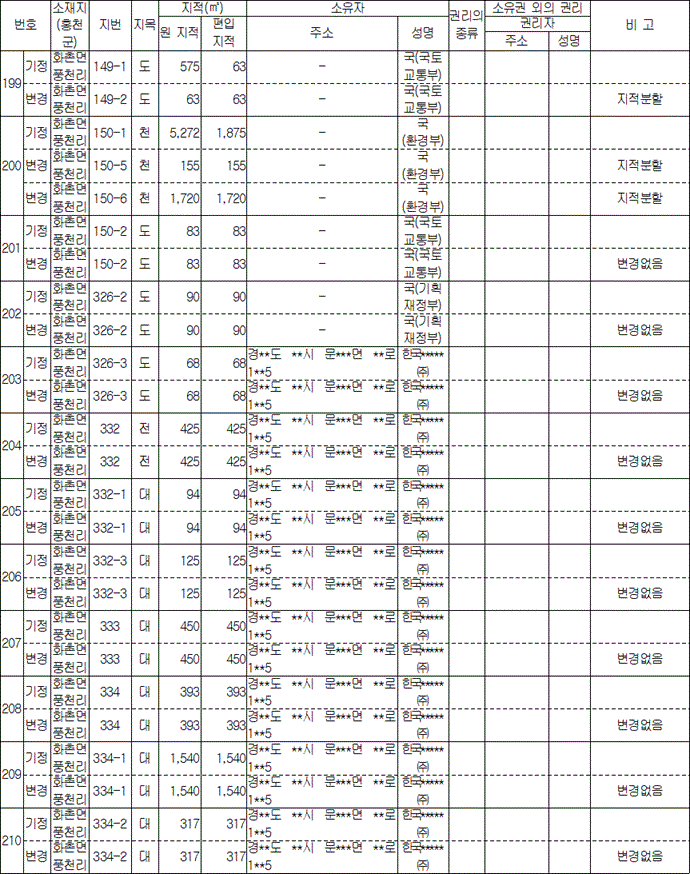 번호 소재지 (홍천군) 지번 지목 지적(㎡) 원 지적 편입 지적 소유자 주소 성명 권리의 종류 소유권 외의 권리 권리자 주소 성명 비 고
199 기정 화촌면 풍천리 149-1 도 575 63 - 국(국토교통부)
변경 화촌면 풍천리 149-2 도 63 63 - 국(국토교통부) 지적분할
200 기정 화촌면 풍천리 150-1 천 5,272 1,875 - 국 (환경부)
변경 화촌면 풍천리 150-5 천 155 155 - 국 (환경부) 지적분할
변경 화촌면 풍천리 150-6 천 1,720 1,720 - 국 (환경부) 지적분할
201 기정 화촌면 풍천리 150-2 도 83 83 - 국(국토교통부)
변경 화촌면 풍천리 150-2 도 83 83 - 국(국토교통부) 변경없음
202 기정 화촌면 풍천리 326-2 도 90 90 - 국(기획재정부)
변경 화촌면 풍천리 326-2 도 90 90 - 국(기획재정부) 변경없음
203 기정 화촌면 풍천리 326-3 도 68 68 경**도 **시 문***면 **로 1**5 한국*****㈜
변경 화촌면 풍천리 326-3 도 68 68 경**도 **시 문***면 **로 1**5 한국*****㈜ 변경없음
204 기정 화촌면 풍천리 332 전 425 425 경**도 **시 문***면 **로 1**5 한국*****㈜
변경 화촌면 풍천리 332 전 425 425 경**도 **시 문***면 **로 1**5 한국*****㈜ 변경없음
205 기정 화촌면 풍천리 332-1 대 94 94 경**도 **시 문***면 **로 1**5 한국*****㈜
변경 화촌면 풍천리 332-1 대 94 94 경**도 **시 문***면 **로 1**5 한국*****㈜ 변경없음
206 기정 화촌면 풍천리 332-3 대 125 125 경**도 **시 문***면 **로 1**5 한국*****㈜
변경 화촌면 풍천리 332-3 대 125 125 경**도 **시 문***면 **로 1**5 한국*****㈜ 변경없음
207 기정 화촌면 풍천리 333 대 450 450 경**도 **시 문***면 **로 1**5 한국*****㈜
변경 화촌면 풍천리 333 대 450 450 경**도 **시 문***면 **로 1**5 한국*****㈜ 변경없음
208 기정 화촌면 풍천리 334 대 393 393 경**도 **시 문***면 **로 1**5 한국*****㈜
변경 화촌면 풍천리 334 대 393 393 경**도 **시 문***면 **로 1**5 한국*****㈜ 변경없음
209 기정 화촌면 풍천리 334-1 대 1,540 1,540 경**도 **시 문***면 **로 1**5 한국*****㈜
변경 화촌면 풍천리 334-1 대 1,540 1,540 경**도 **시 문***면 **로 1**5 한국*****㈜ 변경없음
210 기정 화촌면 풍천리 334-2 대 317 317 경**도 **시 문***면 **로 1**5 한국*****㈜
변경 화촌면 풍천리 334-2 대 317 317 경**도 **시 문***면 **로 1**5 한국*****㈜ 변경없음